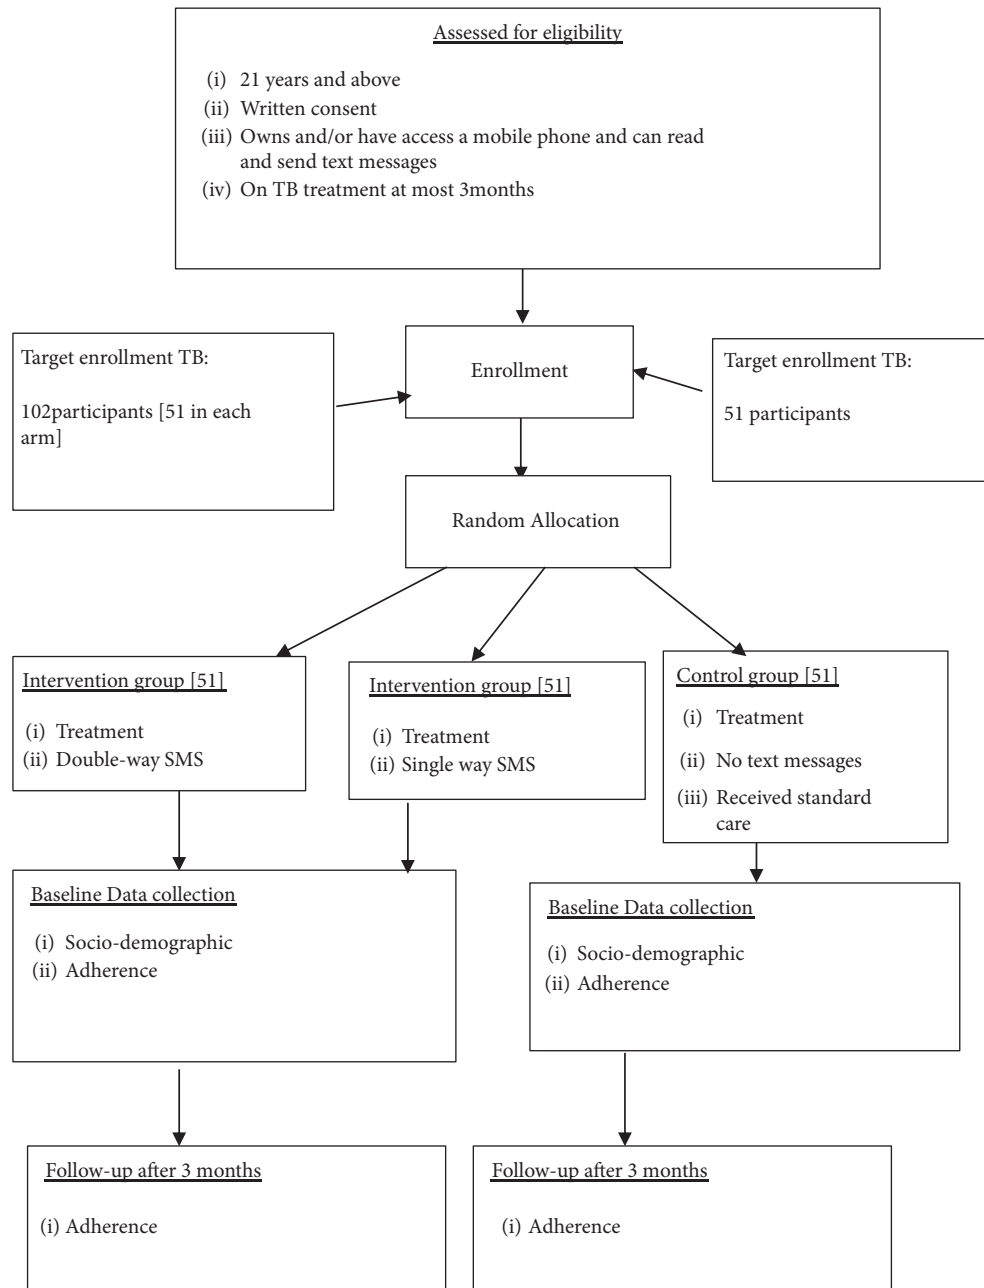 Assessed for eligibility
(i) 21 years and above
(ii) Written consent
(iii) Owns and/or have access a mobile phone and can read
and send text messages
(iv) On TB treatment at most 3months
Target enrollment TB:
102participants [51 in each
arm]
Enrollment
Target enrollment TB:
51 participants
Random Allocation
Intervention group [51]
(i) Treatment
(ii) Double-way SMS
Intervention group [51]
(i) Treatment
(ii) Single way SMS
Control group [51]
(i) Treatment
(ii) No text messages
(iii) Received standard
care
Baseline Data collection
(i) Socio-demographic
(ii) Adherence
Baseline Data collection
(i) Socio-demographic
(ii) Adherence
Follow-up after 3 months
(i) Adherence
Follow-up after 3 months
(i) Adherence